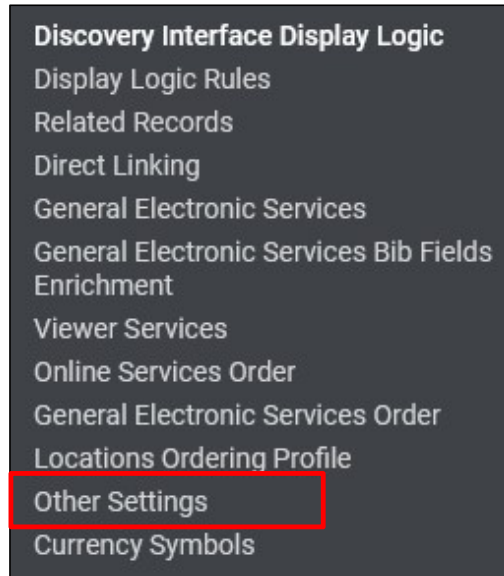 Discovery Interface Display Logic
Display Logic Rules
Related Records
Direct Linking
General Electronic Services
General Electronic Services Bib Fields
Enrichment
Viewer Services
Online Services Order
General Electronic Services Order
Locations Ordering Profile
Other Settings
Currency Symbols